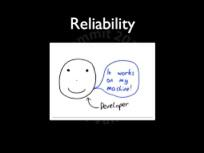 Reliability
It works
on my
machine!
Developer